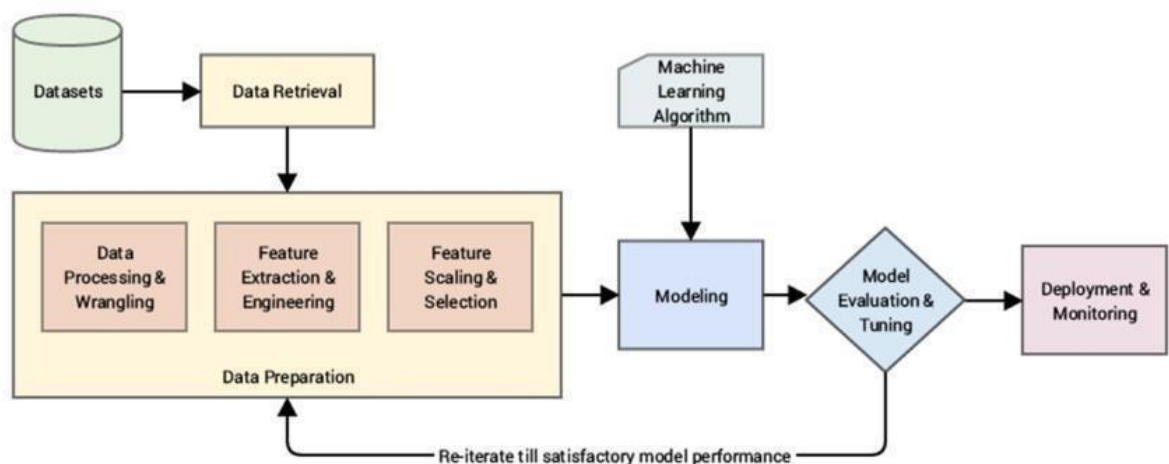 Datasets
Data Retrieval
Machine
Learning
Algorithm
Data
Processing &
Wrangling
Feature
Extraction &
Engineering
Feature
Scaling &
Selection
Data Preparation
Modeling
Model
Evaluation &
Tuning
Deployment &
Monitoring
Re-iterate till satisfactory model performance